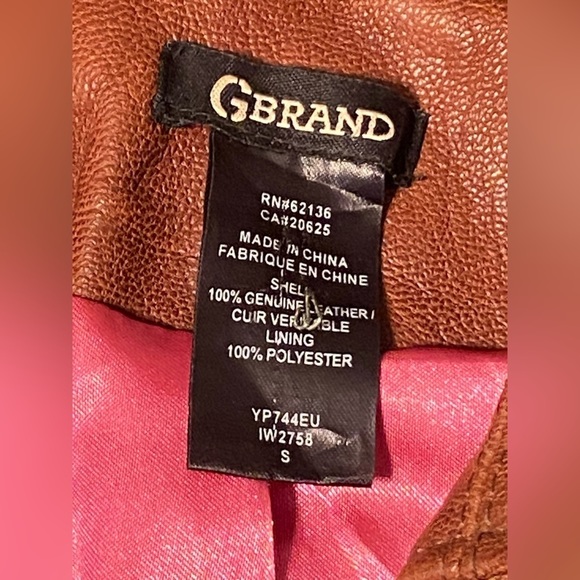 GBRAND
RN#62136
CA#20625
MADE IN CHINA
FABRIQUE EN CHINE
SHELL
100% GENUINE LEATHER /
CUIR VERITABLE
LINING
100% POLYESTER
YP744EU
IW2758
S